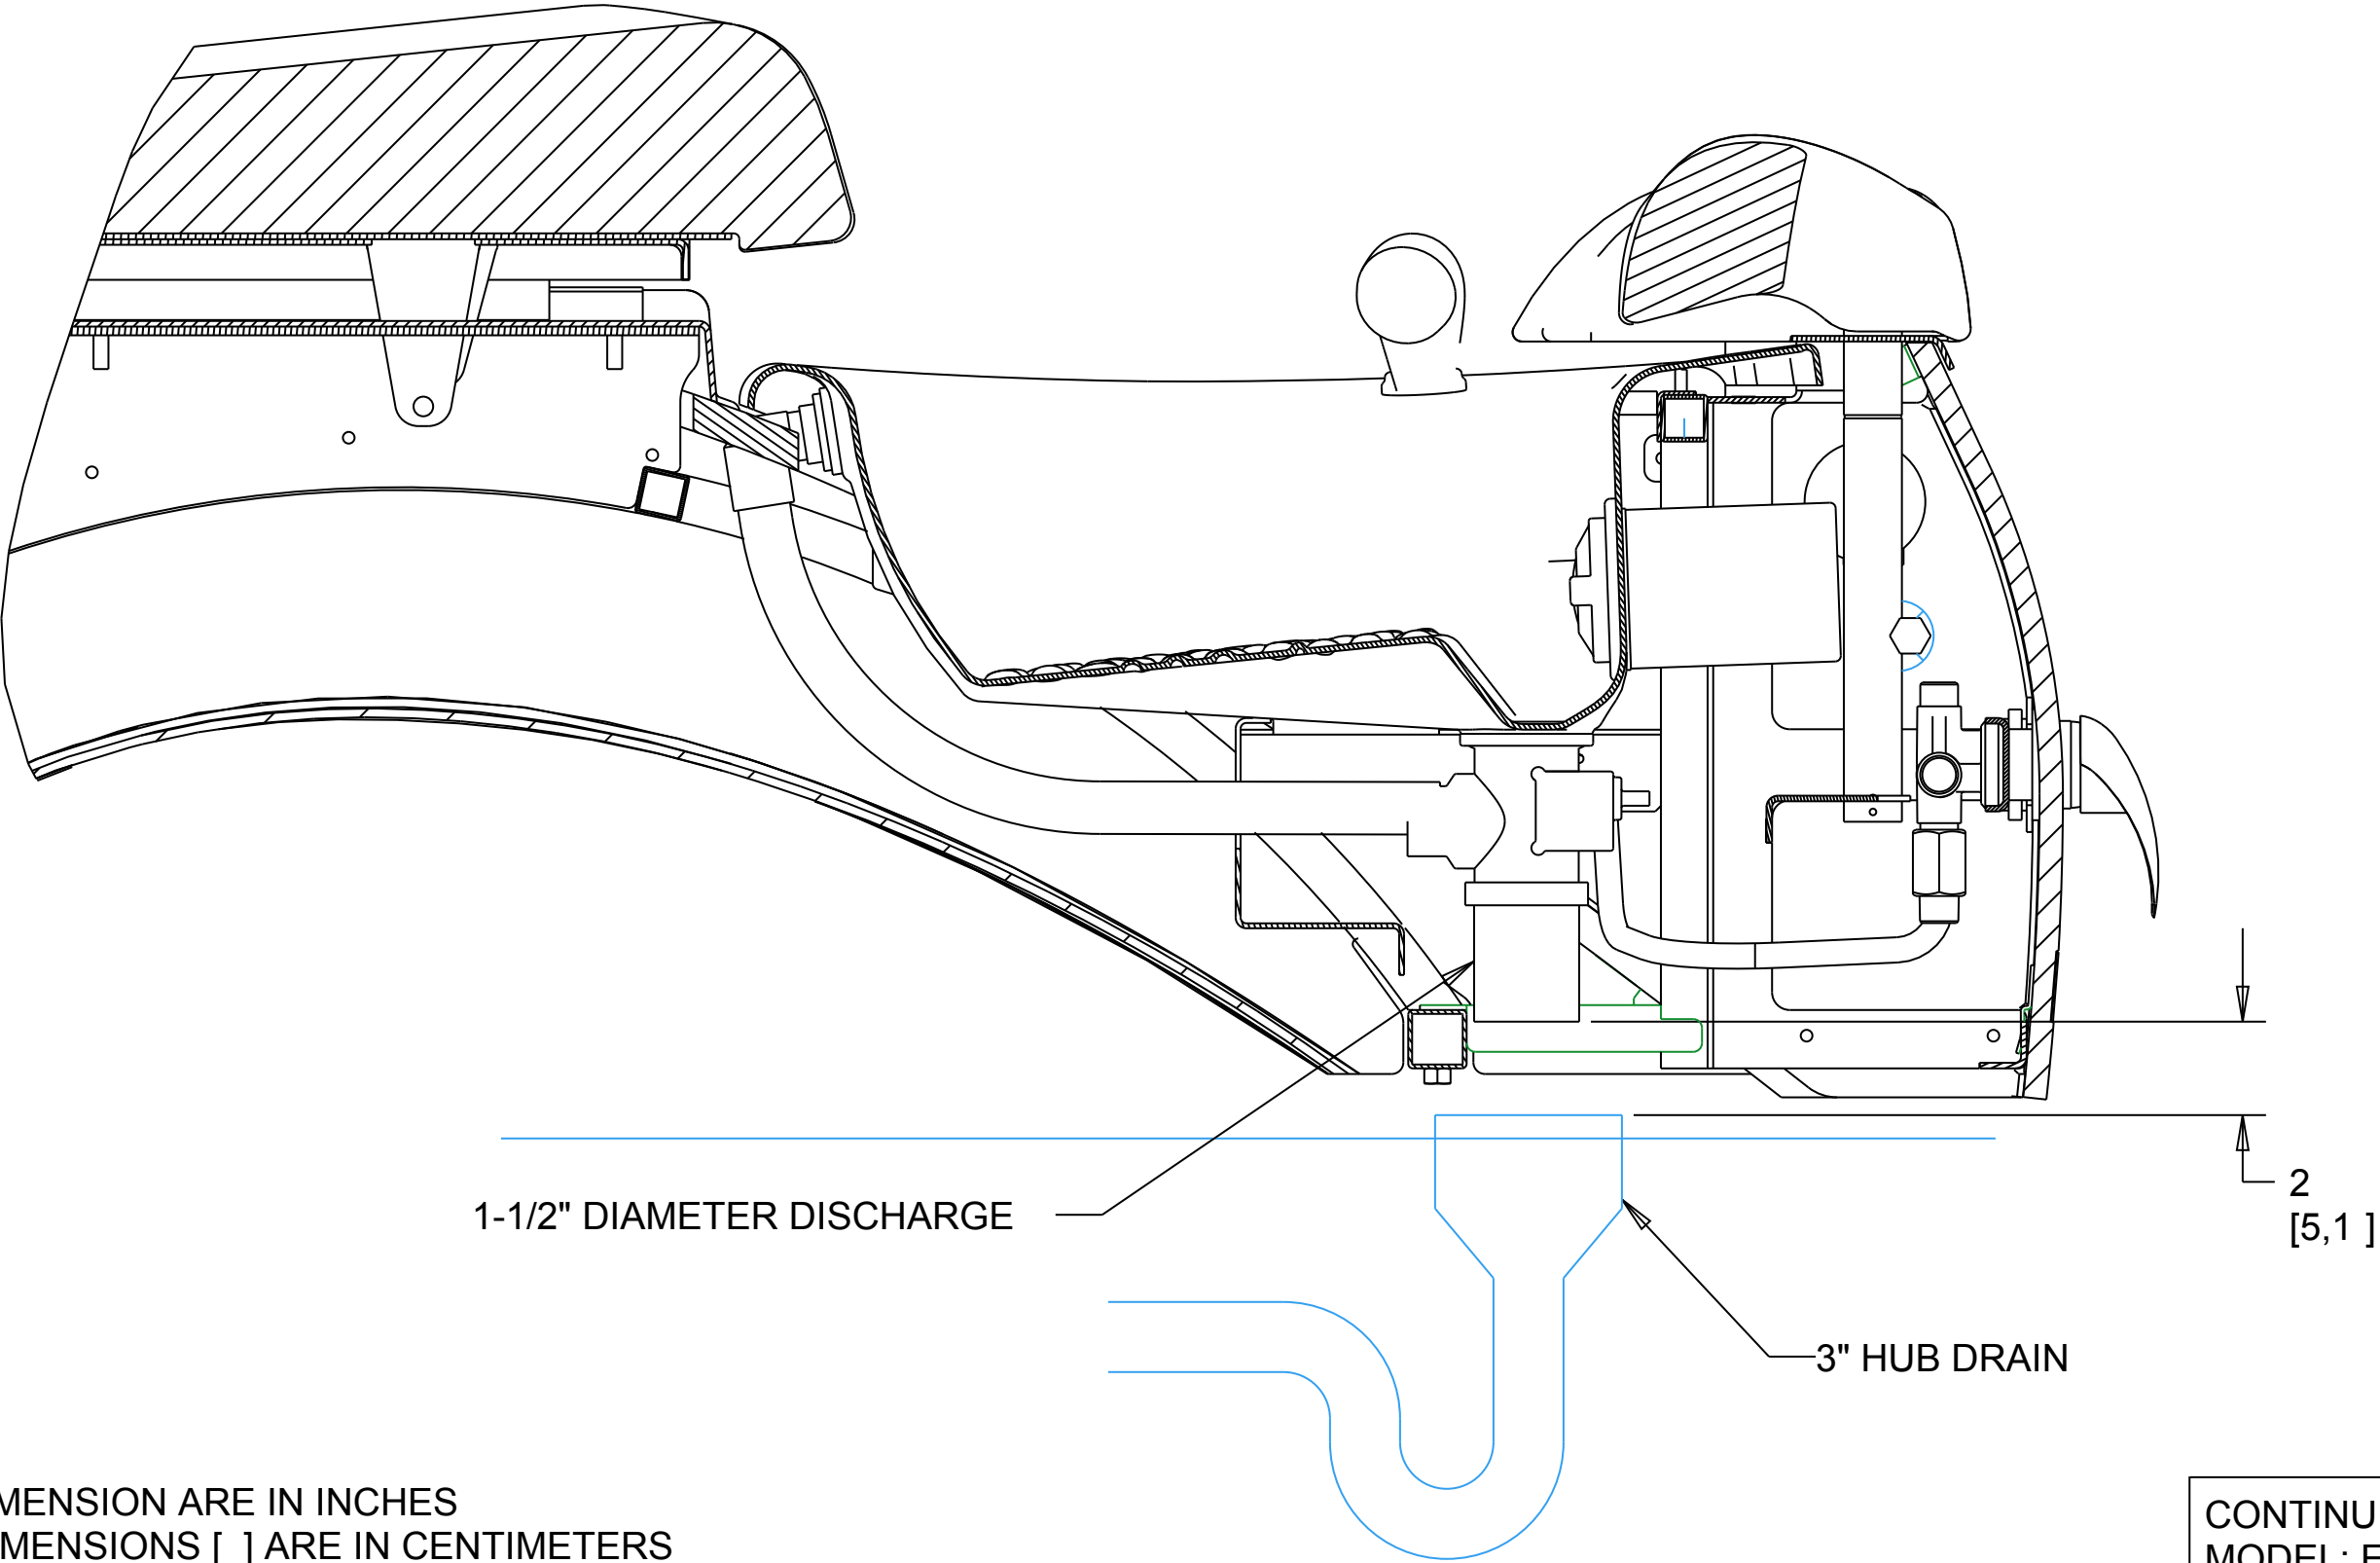 1-1/2" DIAMETER DISCHARGE
2
[5,1 ]
3" HUB DRAIN
MENSION ARE IN INCHES
MENSIONS [ ] ARE IN CENTIMETERS
CONTINU
MODEL: